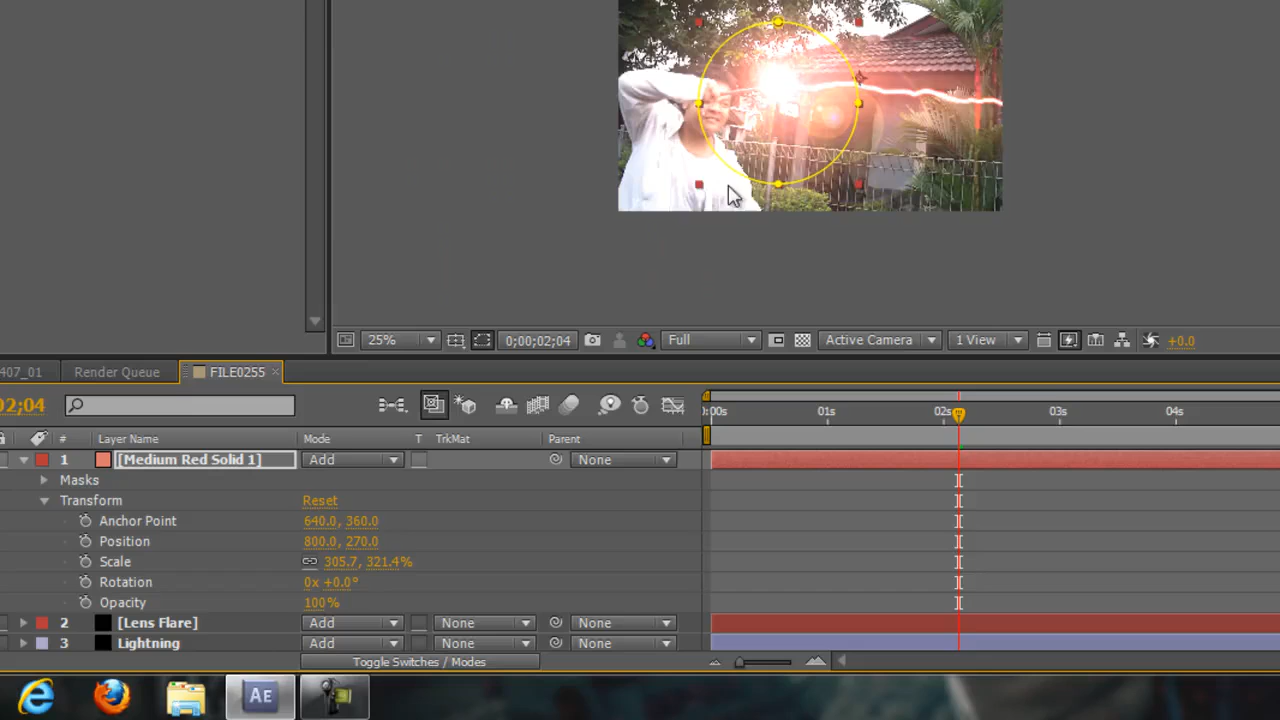 25% 0;00;02;04 Full Active Camera 1 View +0.0
407_01 Render Queue FILE0255
02;04
:00s 01s 02s 03s 04s
# Layer Name Mode T TrkMat Parent
1 [Medium Red Solid 1] Add None
Masks
Transform Reset
Anchor Point 640.0, 360.0
Position 800.0, 270.0
Scale 305.7, 321.4%
Rotation 0x +0.0°
Opacity 100%
2 [Lens Flare] Add None None
3 Lightning Add None None
Toggle Switches / Modes
AE